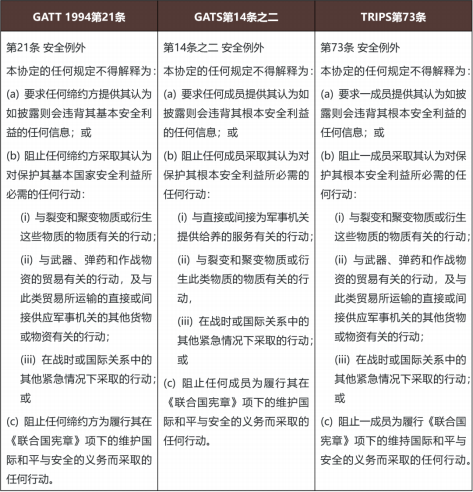 GATT 1994第21条
第21条 安全例外
本协定的任何规定不得解释为：
(a) 要求任何缔约方提供其认为
如披露则会违背其基本安全利
益的任何信息；或
(b) 阻止任何缔约方采取其认为
对保护其基本国家安全利益所
必需的任何行动：
(i) 与裂变和聚变物质或衍生
这些物质的物质有关的行动；
(ii) 与武器、弹药和作战物
资的贸易有关的行动，及与
此类贸易所运输的直接或间
接供应军事机关的其他货物
或物资有关的行动；
(iii) 在战时或国际关系中的
其他紧急情况下采取的行动；
或
(c) 阻止任何缔约方为履行其在
《联合国宪章》项下的维护国
际和平与安全的义务而采取的
任何行动。
GATS第14条之二
第14条之二 安全例外
本协定的任何规定不得解释为：
(a) 要求任何成员提供其认为如
披露则会违背其根本安全利益
的任何信息；或
(b) 阻止任何成员采取其认为对
保护其根本安全利益所必需的
任何行动：
(i) 与直接或间接为军事机关
提供给养的服务有关的行动；
(ii) 与裂变和聚变物质或衍
生此类物质的物质有关的行
动，
(iii) 在战时或国际关系中的
其他紧急情况下采取的行动；
或
(c) 阻止任何成员为履行其在
《联合国宪章》项下的维护国
际和平与安全的义务而采取的
任何行动。
TRIPS第73条
第73条 安全例外
本协定的任何规定不得解释为：
(a) 要求一成员提供其认为如披
露则会违背其根本安全利益的
任何信息；或
(b) 阻止一成员采取其认为对保
护其根本安全利益所必需的任
何行动：
(i) 与裂变和聚变物质或衍生
这些物质的物质有关的行动；
(ii) 与武器、弹药和作战物
资的贸易有关的行动，及与
此类贸易所运输的直接或间
接供应军事机关的其他货物
或物资有关的行动；
(iii) 在战时或国际关系中的
其他紧急情况下采取的行动；
或
(c) 阻止一成员为履行《联合国
宪章》项下的维持国际和平与
安全的义务而采取的任何行动。